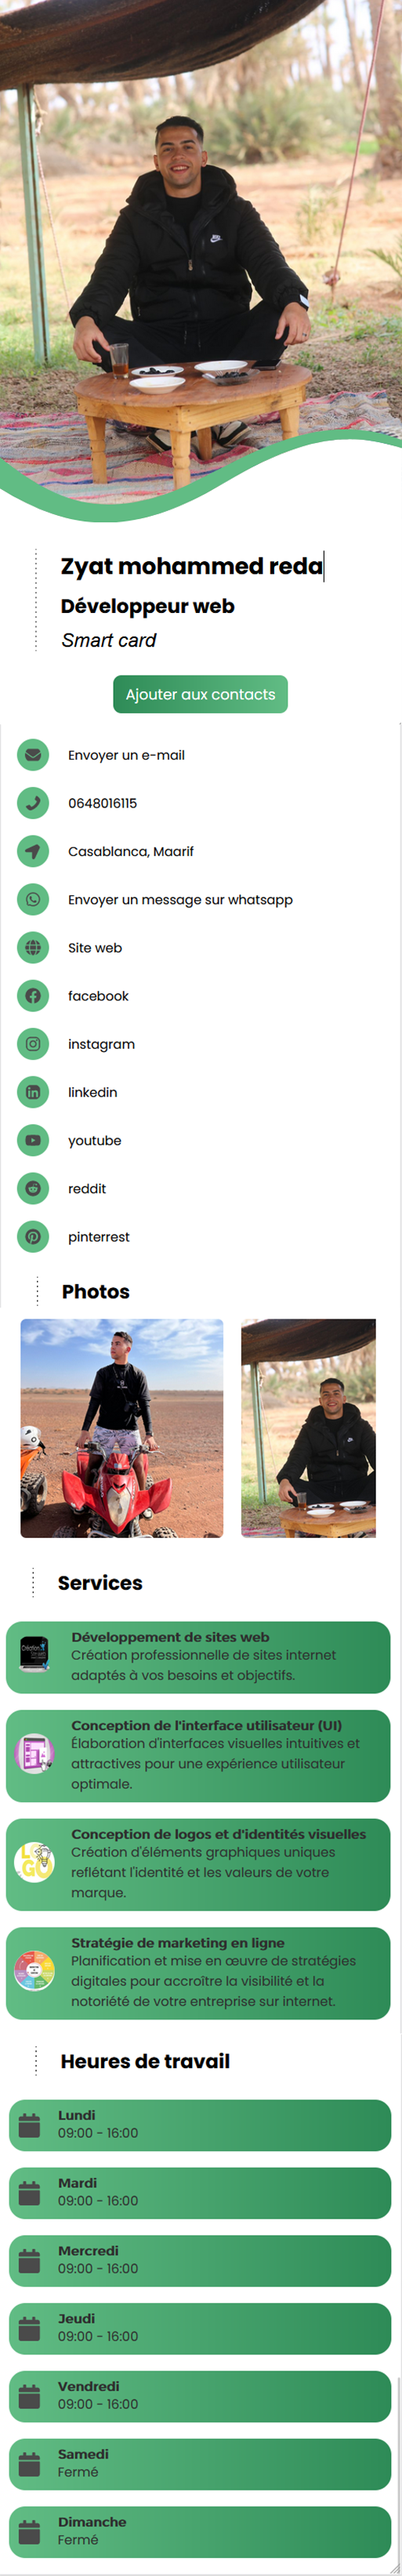 Zyat mohammed reda
Développeur web
Smart card
Ajouter aux contacts
Envoyer un e-mail
0648016115
Casablanca, Maarif
Envoyer un message sur whatsapp
Site web
facebook
instagram
linkedin
youtube
reddit
pinterrest
Photos
Services
Développement de sites web
Création professionnelle de sites internet
adaptés à vos besoins et objectifs.
Conception de l'interface utilisateur (UI)
Élaboration d'interfaces visuelles intuitives et
attractives pour une expérience utilisateur
optimale.
LOGO
Conception de logos et d'identités visuelles
Création d'éléments graphiques uniques
reflétant l'identité et les valeurs de votre
marque.
Stratégie de marketing en ligne
Planification et mise en œuvre de stratégies
digitales pour accroître la visibilité et la
notoriété de votre entreprise sur internet.
Heures de travail
Lundi
09:00 - 16:00
Mardi
09:00 - 16:00
Mercredi
09:00 - 16:00
Jeudi
09:00 - 16:00
Vendredi
09:00 - 16:00
Samedi
Fermé
Dimanche
Fermé